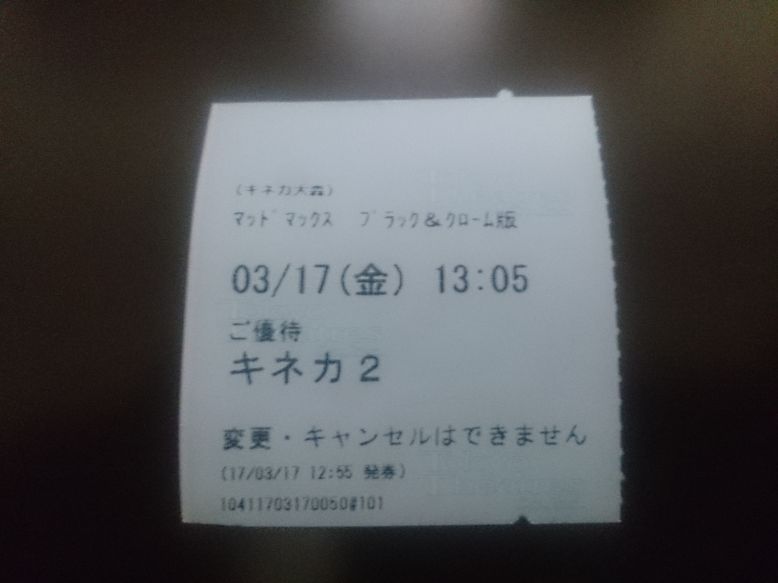 (キネカ大森)
マッドマックス ブラック&クローム版
03/17(金) 13:05
ご優待
キネカ2
変更・キャンセルはできません
(17/03/17 12:55 発券)
10411703170050#101